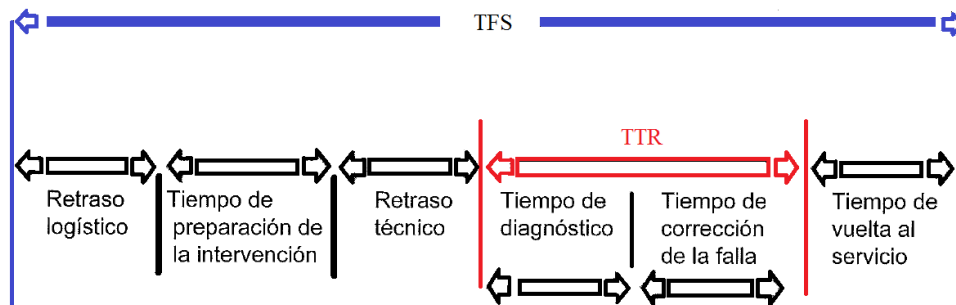 TFS
TTR
Retraso
logístico
Tiempo de
preparación de
la intervención
Retraso
técnico
Tiempo de
diagnóstico
Tiempo de
corrección
de la falla
Tiempo de
vuelta al
servicio